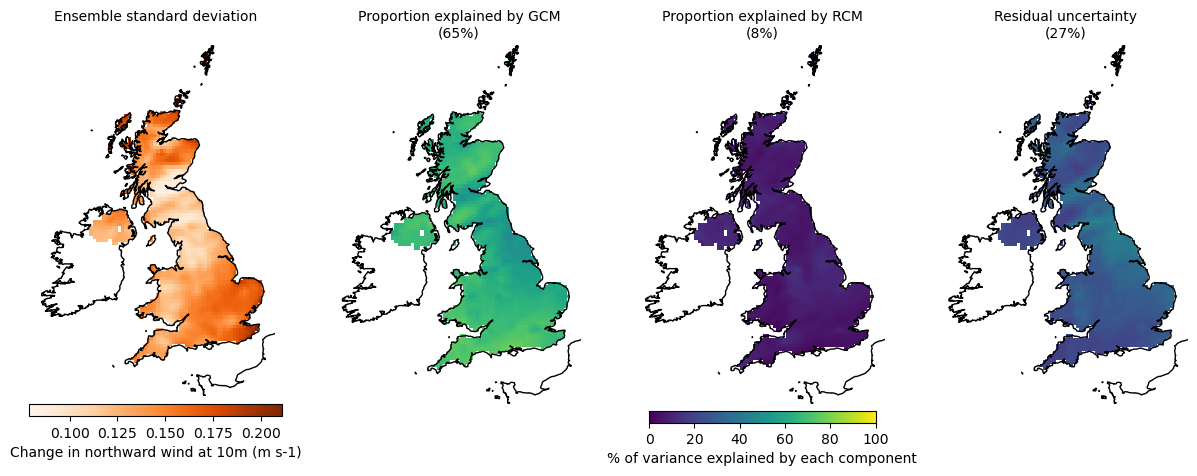 Ensemble standard deviation
Proportion explained by GCM
(65%)
Proportion explained by RCM
(8%)
Residual uncertainty
(27%)
0.100 0.125 0.150 0.175 0.200
Change in northward wind at 10m (m s-1)
0 20 40 60 80 100
% of variance explained by each component